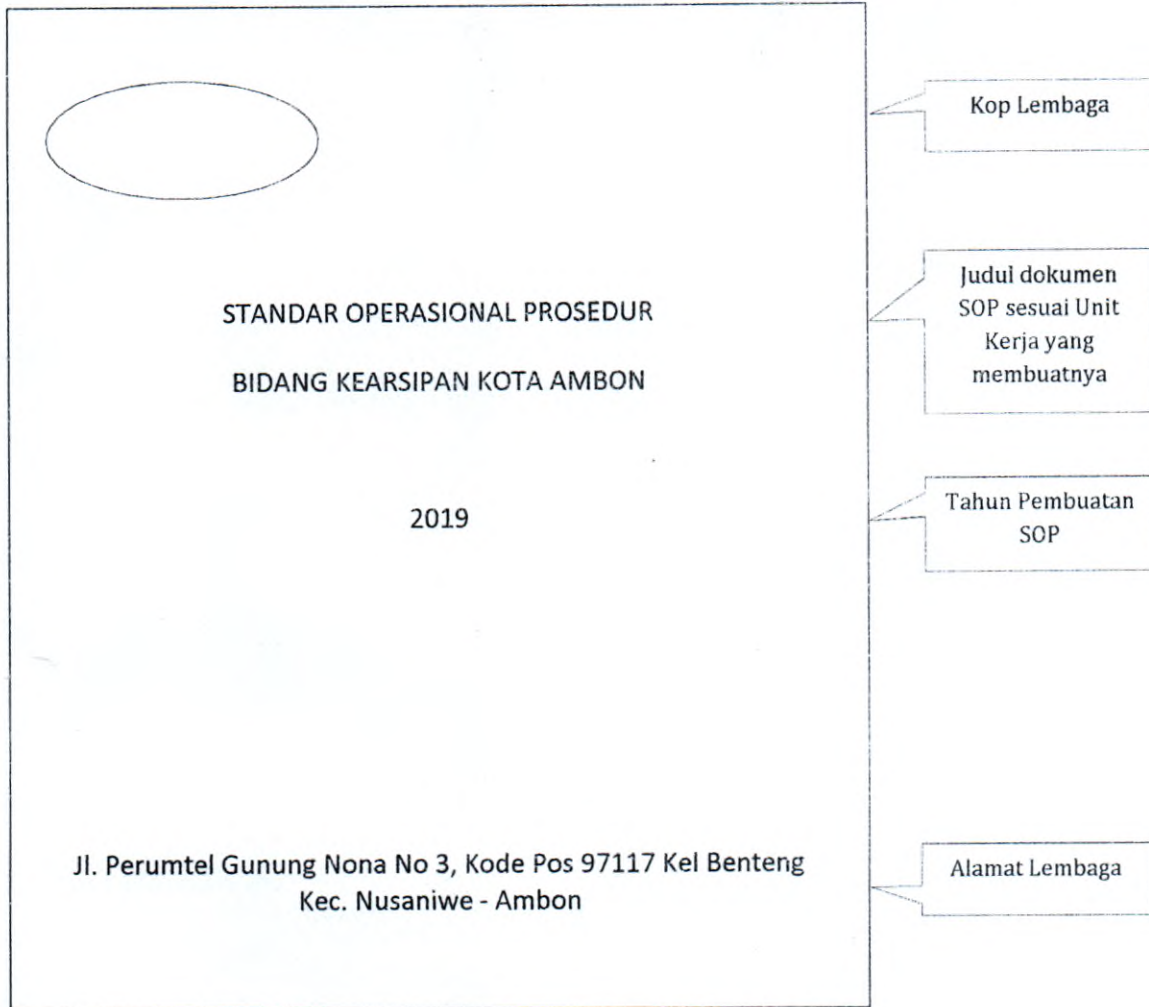 Kop Lembaga
STANDAR OPERASIONAL PROSEDUR
BIDANG KEARSIPAN KOTA AMBON
Judul dokumen
SOP sesuai Unit
Kerja yang
membuatnya
2019
Tahun Pembuatan
SOP
Jl. Perumtel Gunung Nona No 3, Kode Pos 97117 Kel Benteng
Kec. Nusaniwe - Ambon
Alamat Lembaga